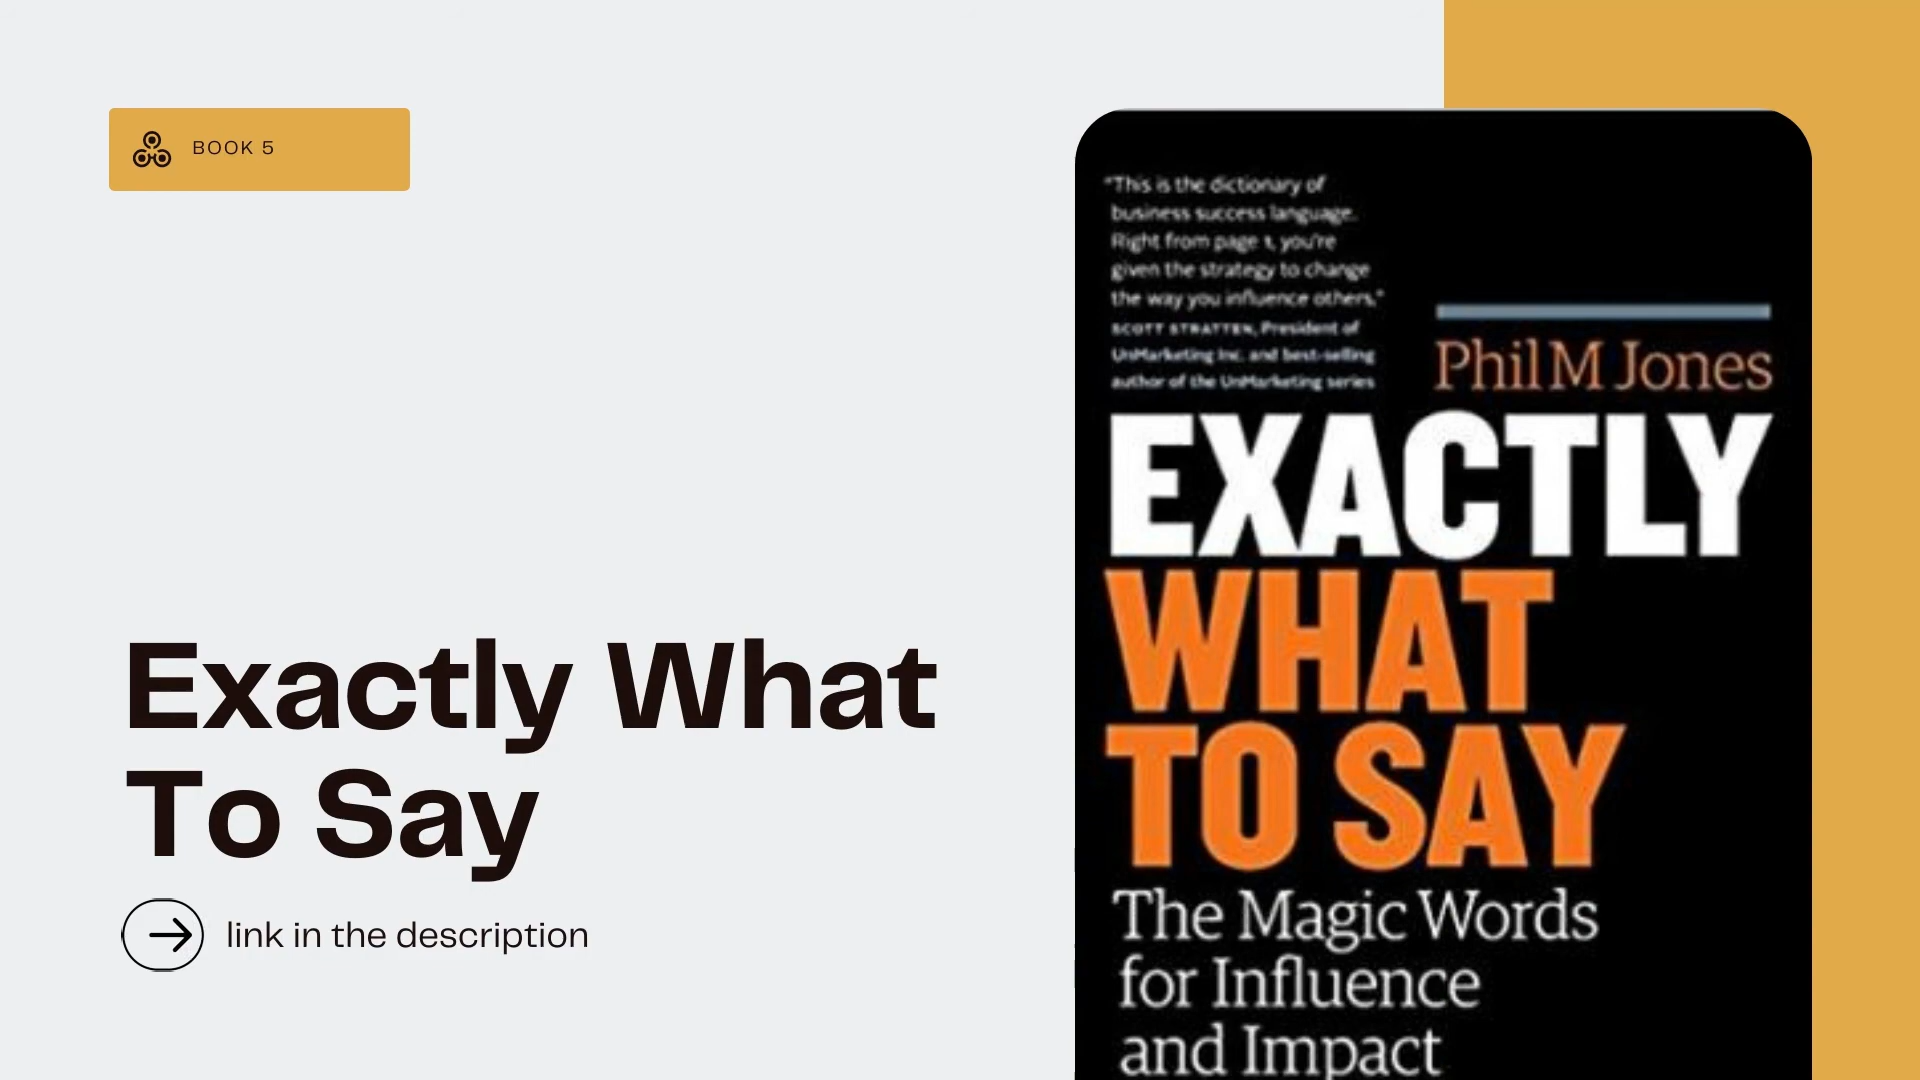 BOOK 5
Exactly What
To Say
link in the description
“This is the dictionary of
business success language.
Right from page 1, you’re
given the strategy to change
the way you influence others.”
SCOTT STRATTEN, President of
UnMarketing Inc. and best-selling
author of the UnMarketing series
Phil M Jones
EXACTLY
WHAT
TO SAY
The Magic Words
for Influence
and Impact